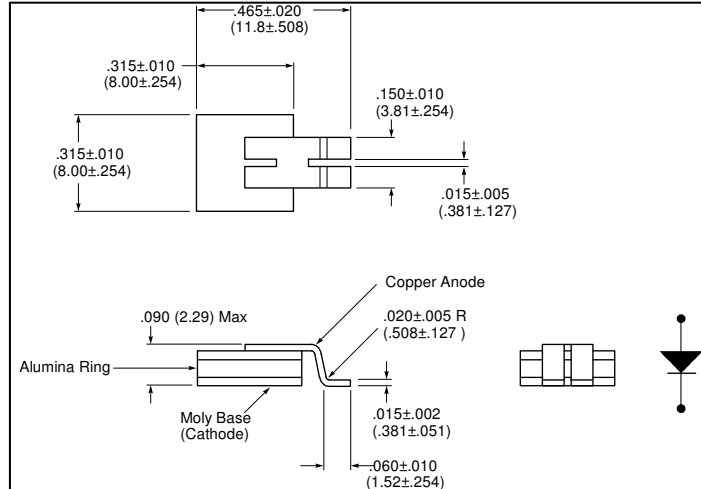 .465±.020
(11.8±.508)
.315±.010
(8.00±.254)
.150±.010
(3.81±.254)
.315±.010
(8.00±.254)
.015±.005
(.381±.127)
Copper Anode
.090 (2.29) Max
.020±.005 R
(.508±.127 )
Alumina Ring
Moly Base
(Cathode)
.015±.002
(.381±.051)
.060±.010
(1.52±.254)